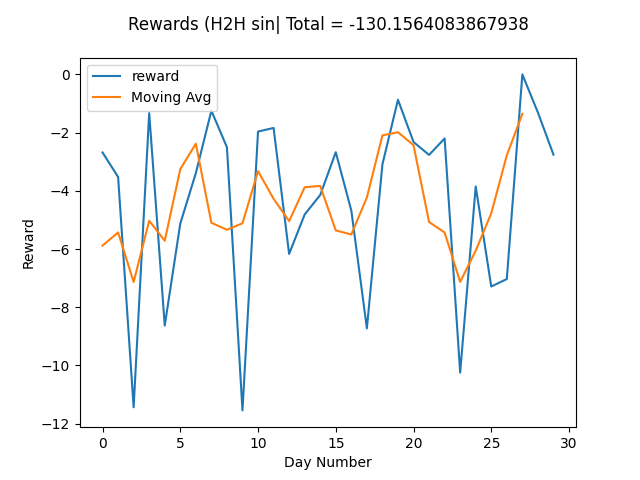 Rewards (H2H sin| Total = -130.1564083867938
reward
Moving Avg
0
−2
−4
−6
−8
−10
−12
Reward
0 5 10 15 20 25 30
Day Number